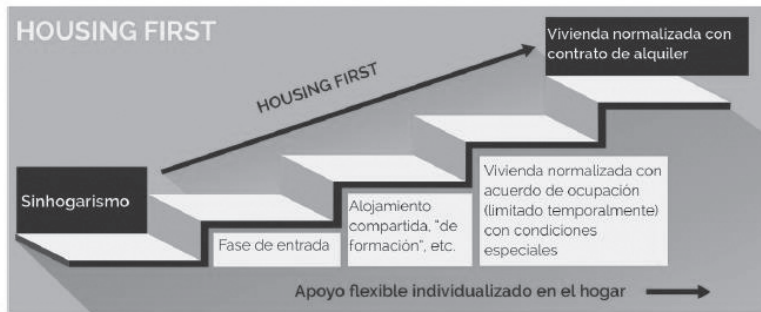 HOUSING FIRST
Vivienda normalizada con
contrato de alquiler
HOUSING FIRST
Sinhogarismo
Fase de entrada
Alojamiento
compartida, "de
formación", etc.
Vivienda normalizada con
acuerdo de ocupación
(limitado temporalmente)
con condiciones
especiales
Apoyo flexible individualizado en el hogar